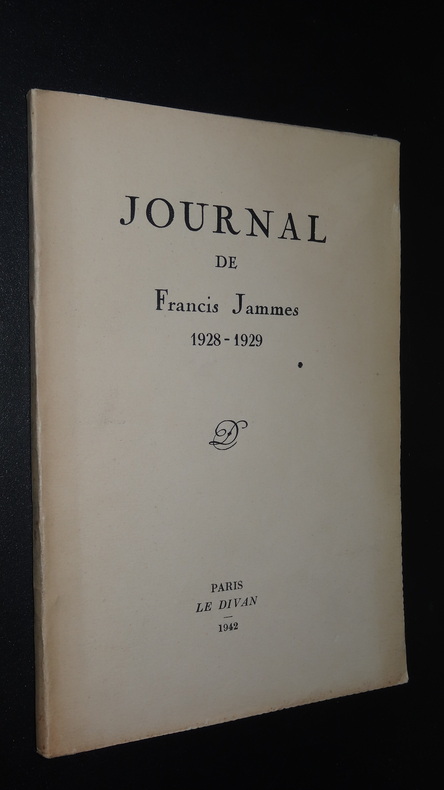 JOURNAL
DE
Francis Jammes
1928-1929
D
PARIS
LE DIVAN
1942